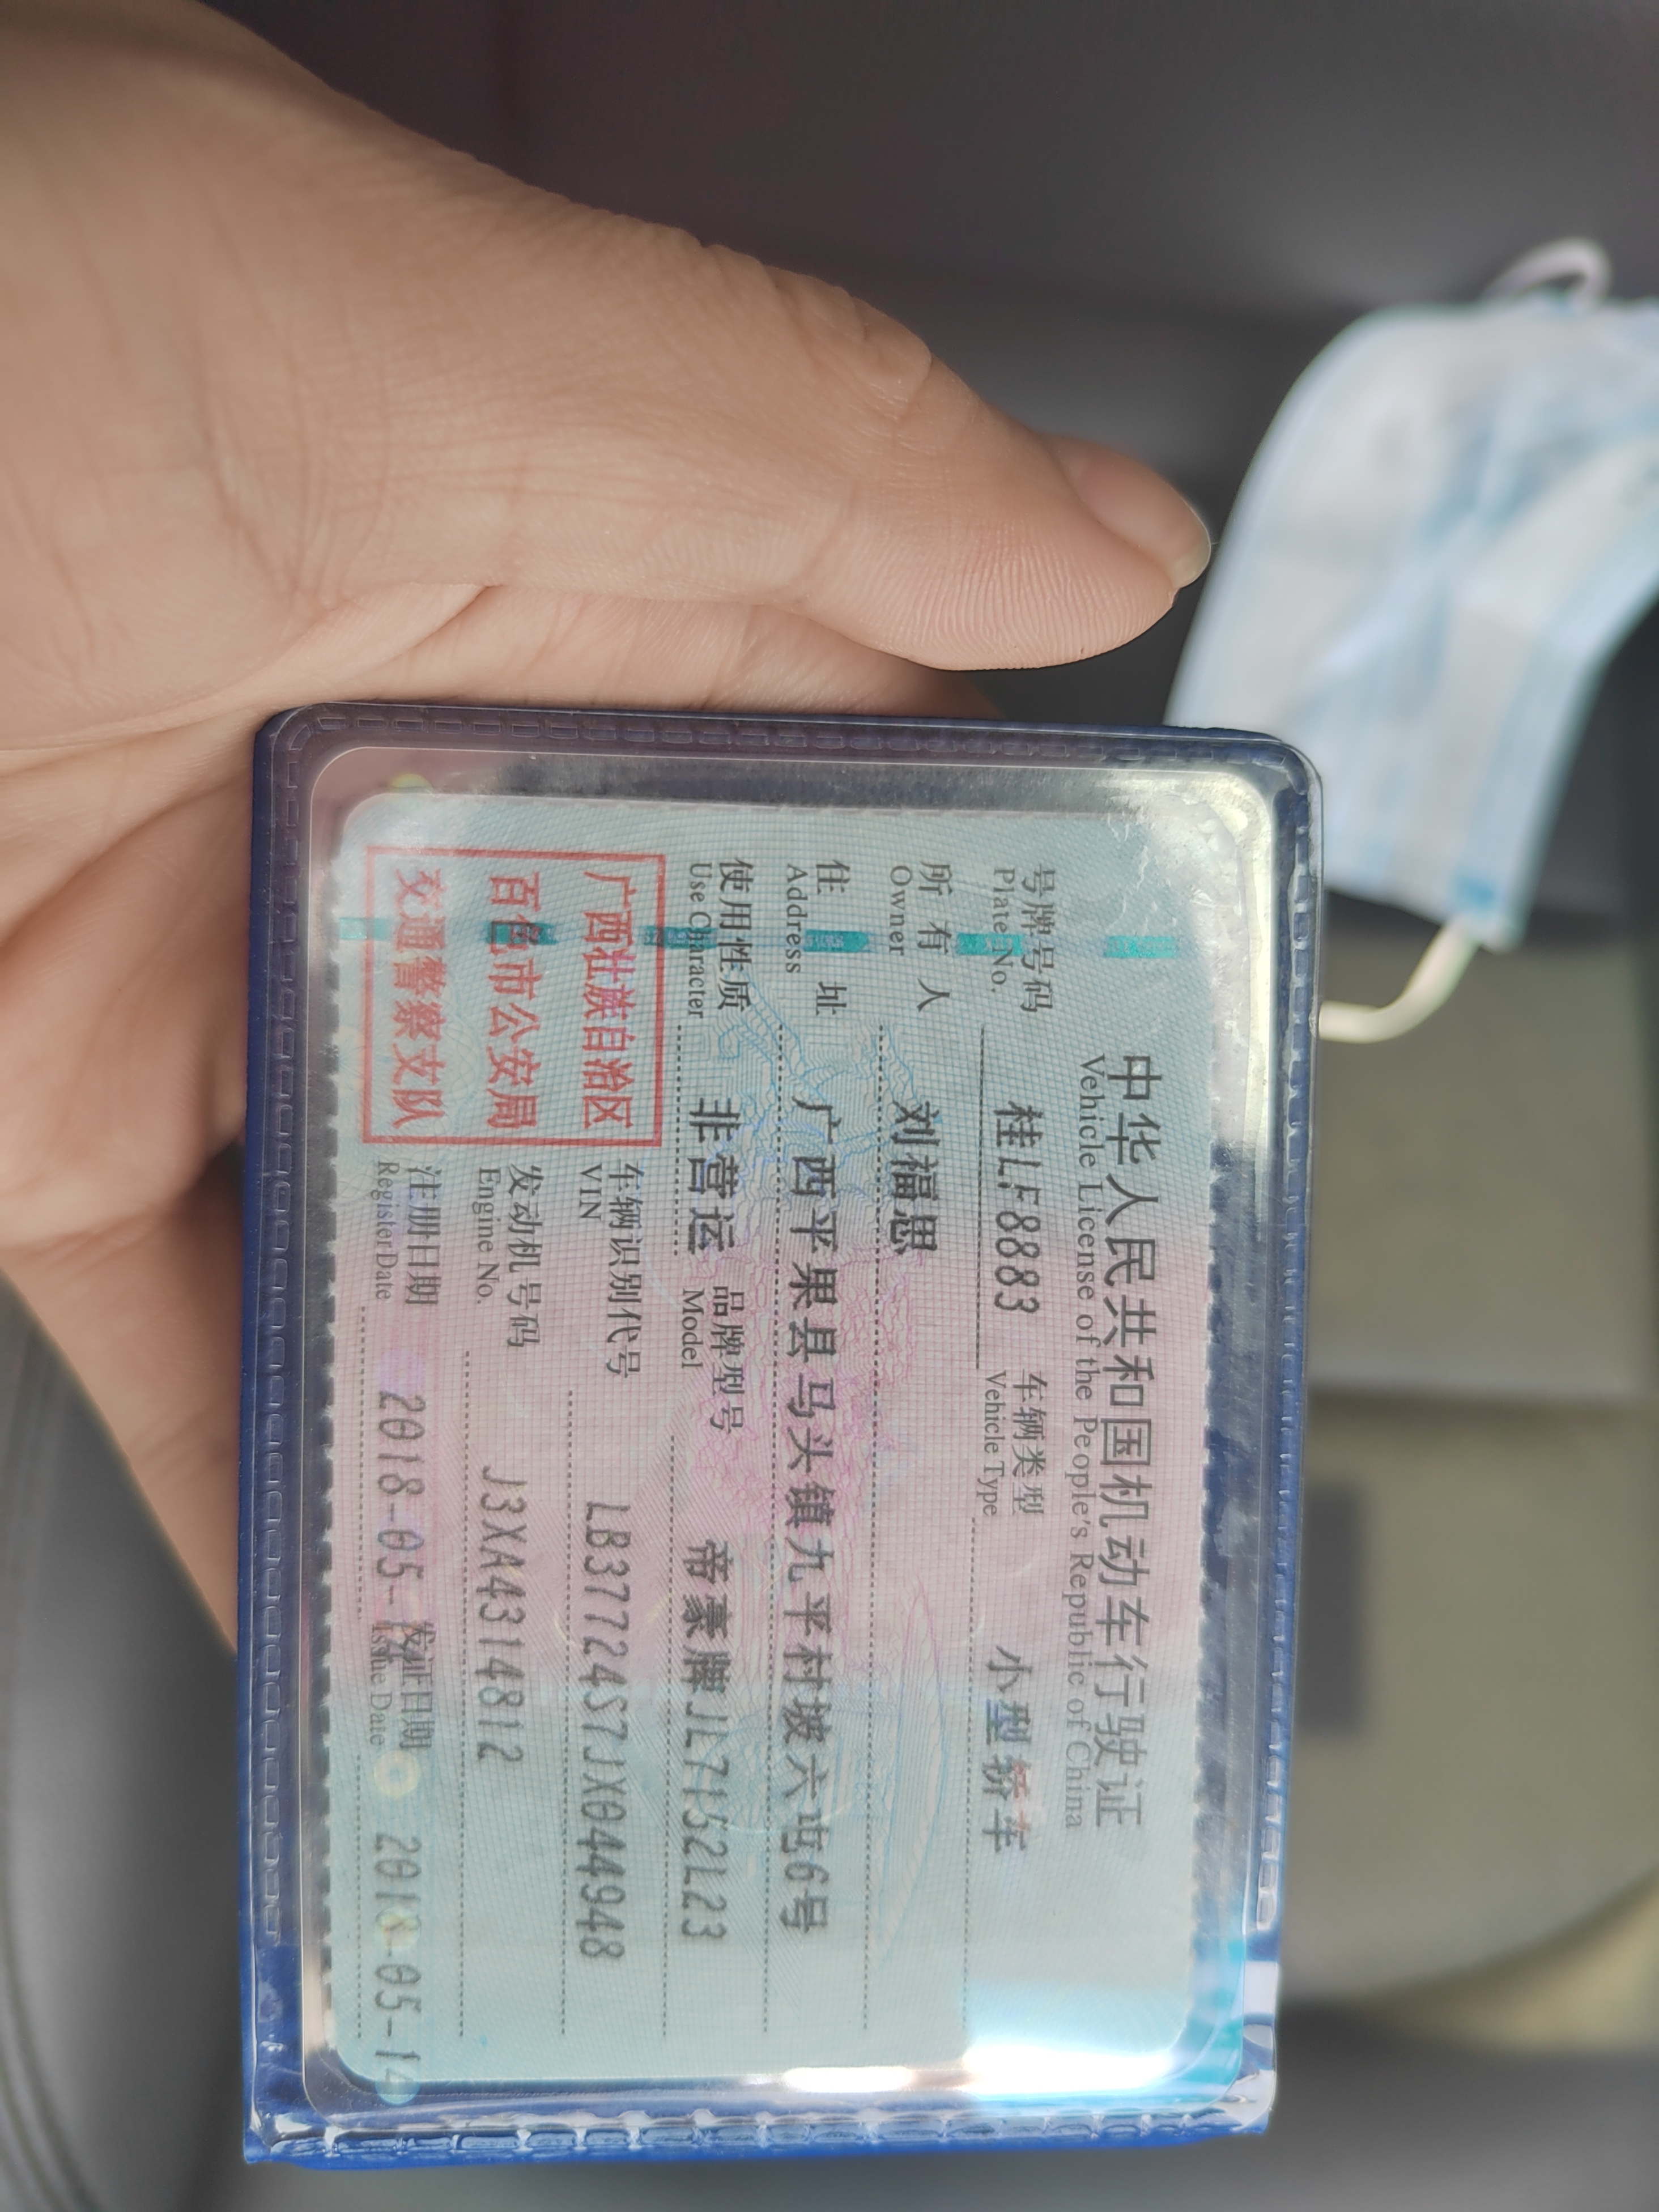 中华人民共和国机动车行驶证
Vehicle License of the People's Republic of China
号牌号码 桂LF8883 车辆类型 小型轿车
Plate No. Vehicle Type
所有人 刘福思
Owner
住址 广西平果县马头镇九平村坡六屯6号
Address
使用性质 非营运 品牌型号 帝豪牌JL7152L23
Use Character Model
广西壮族自治区
百色市公安局
交通警察支队
车辆识别代号 LB37724S7JX044948
VIN
发动机号码 J3XA4314812
Engine No.
注册日期 2018-05- 发证日期 2018-05-14
Register Date Issue Date